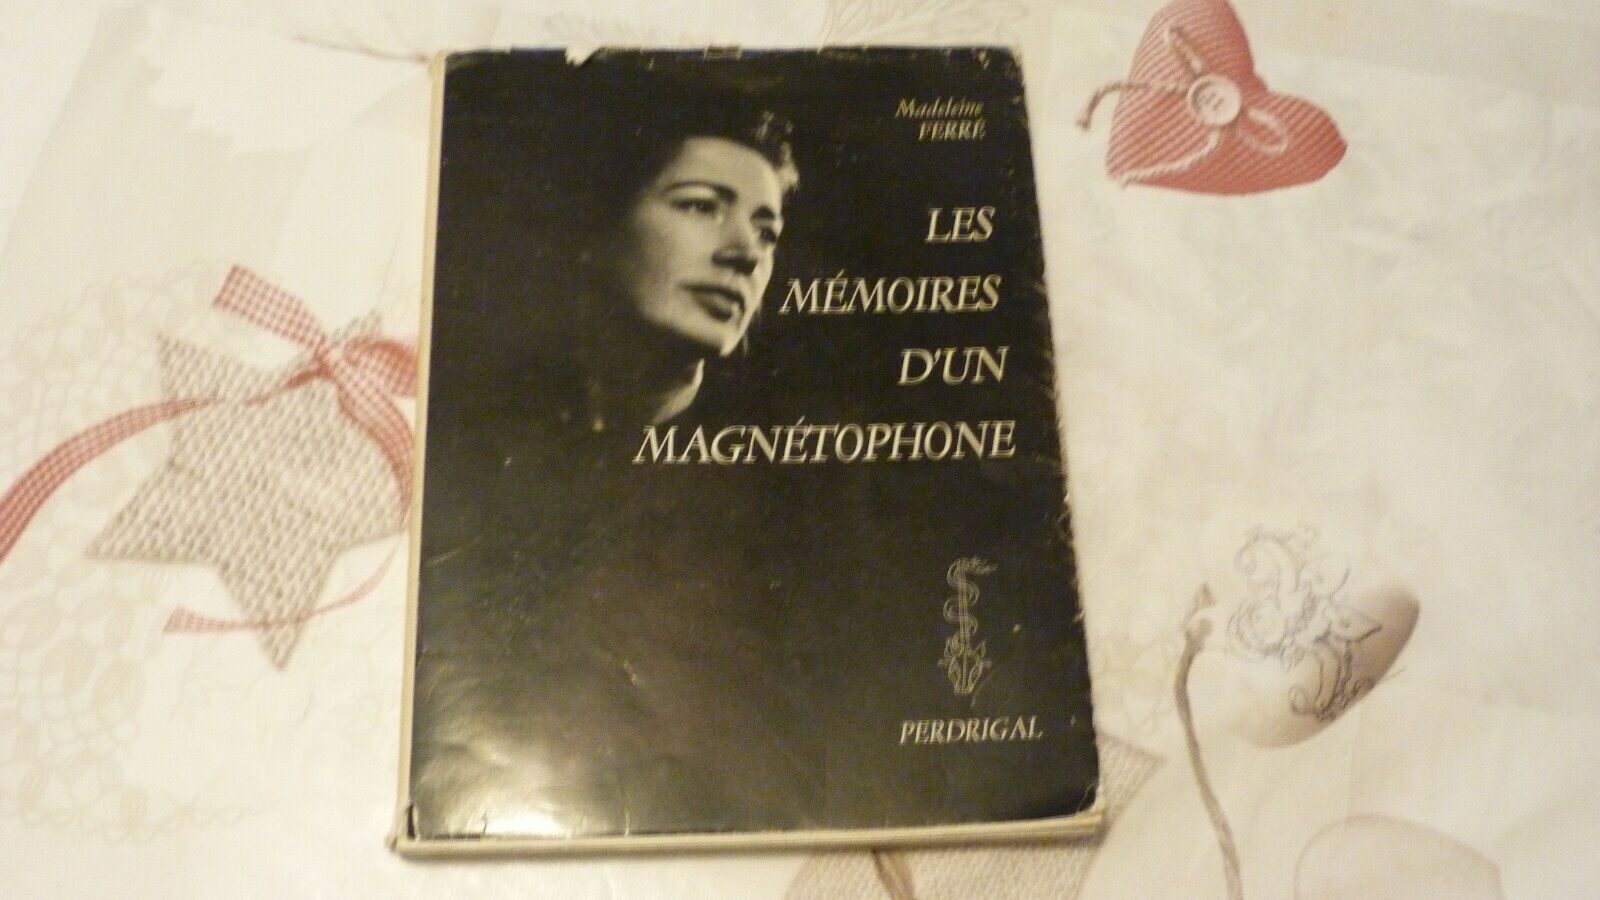 Madeleine
FERRÉ
LES
MÉMOIRES
D'UN
MAGNÉTOPHONE
PERDRIGAL